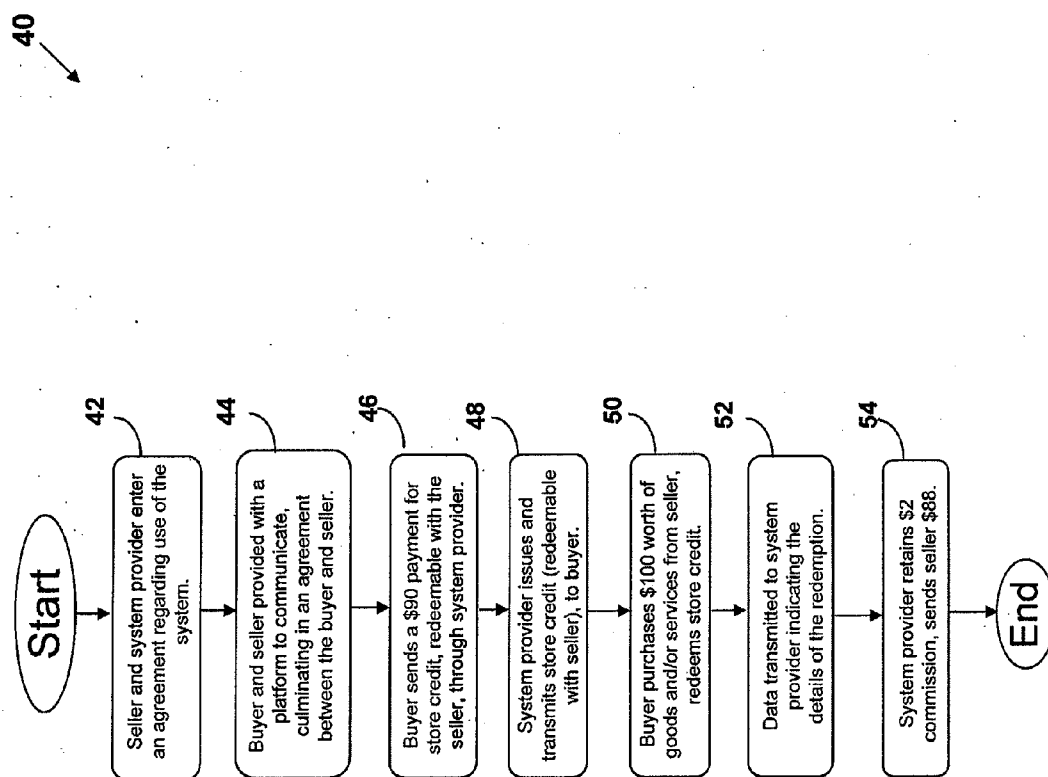 40
Start
Seller and system provider enter
an agreement regarding use of the
system.
42
Buyer and seller provided with a
platform to communicate,
culminating in an agreement
between the buyer and seller.
44
Buyer sends a $90 payment for
store credit, redeemable with the
seller, through system provider.
46
System provider issues and
transmits store credit (redeemable
with seller), to buyer.
48
Buyer purchases $100 worth of
goods and/or services from seller,
redeems store credit.
50
Data transmitted to system
provider indicating the
details of the redemption.
52
System provider retains $2
commission, sends seller $88.
54
End